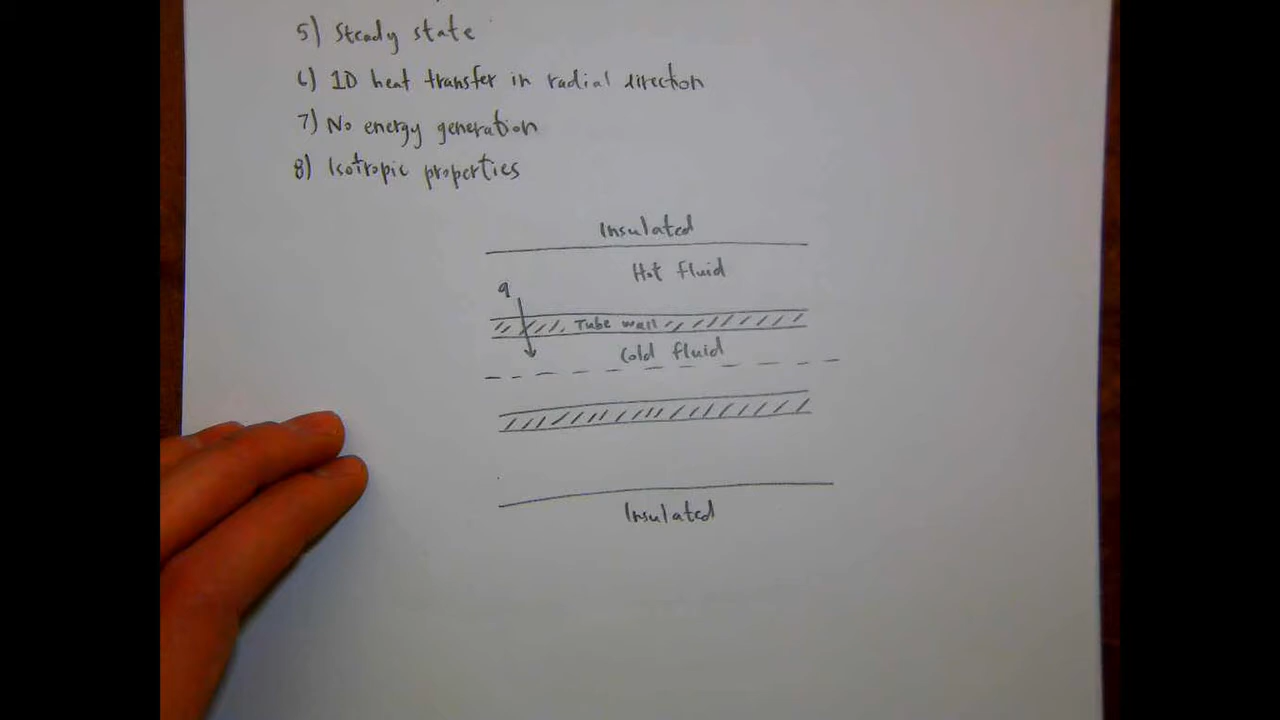 5) Steady state
6) 1D heat transfer in radial direction
7) No energy generation
8) Isotropic properties
Insulated
Hot fluid
q
Tube wall
Cold fluid
Insulated